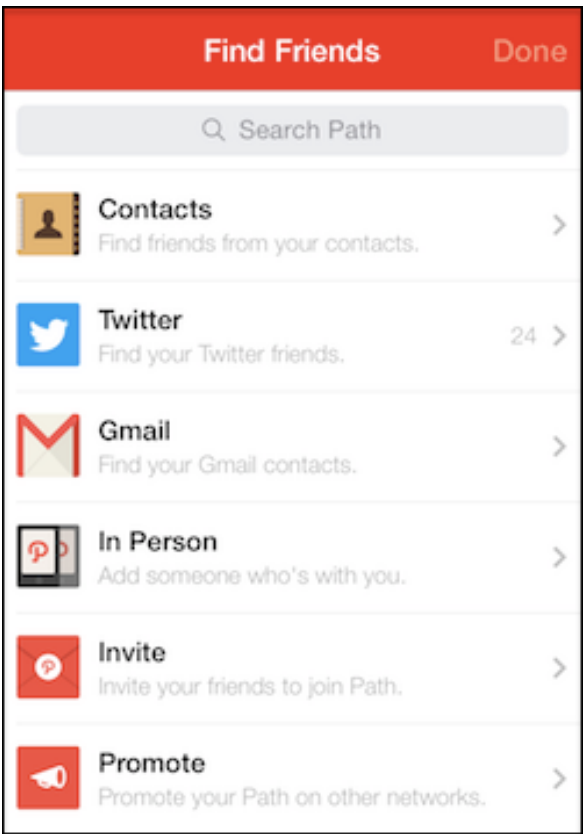 Find Friends Done
Search Path
Contacts
Find friends from your contacts.
Twitter
Find your Twitter friends.
24
Gmail
Find your Gmail contacts.
In Person
Add someone who's with you.
Invite
Invite your friends to join Path.
Promote
Promote your Path on other networks.